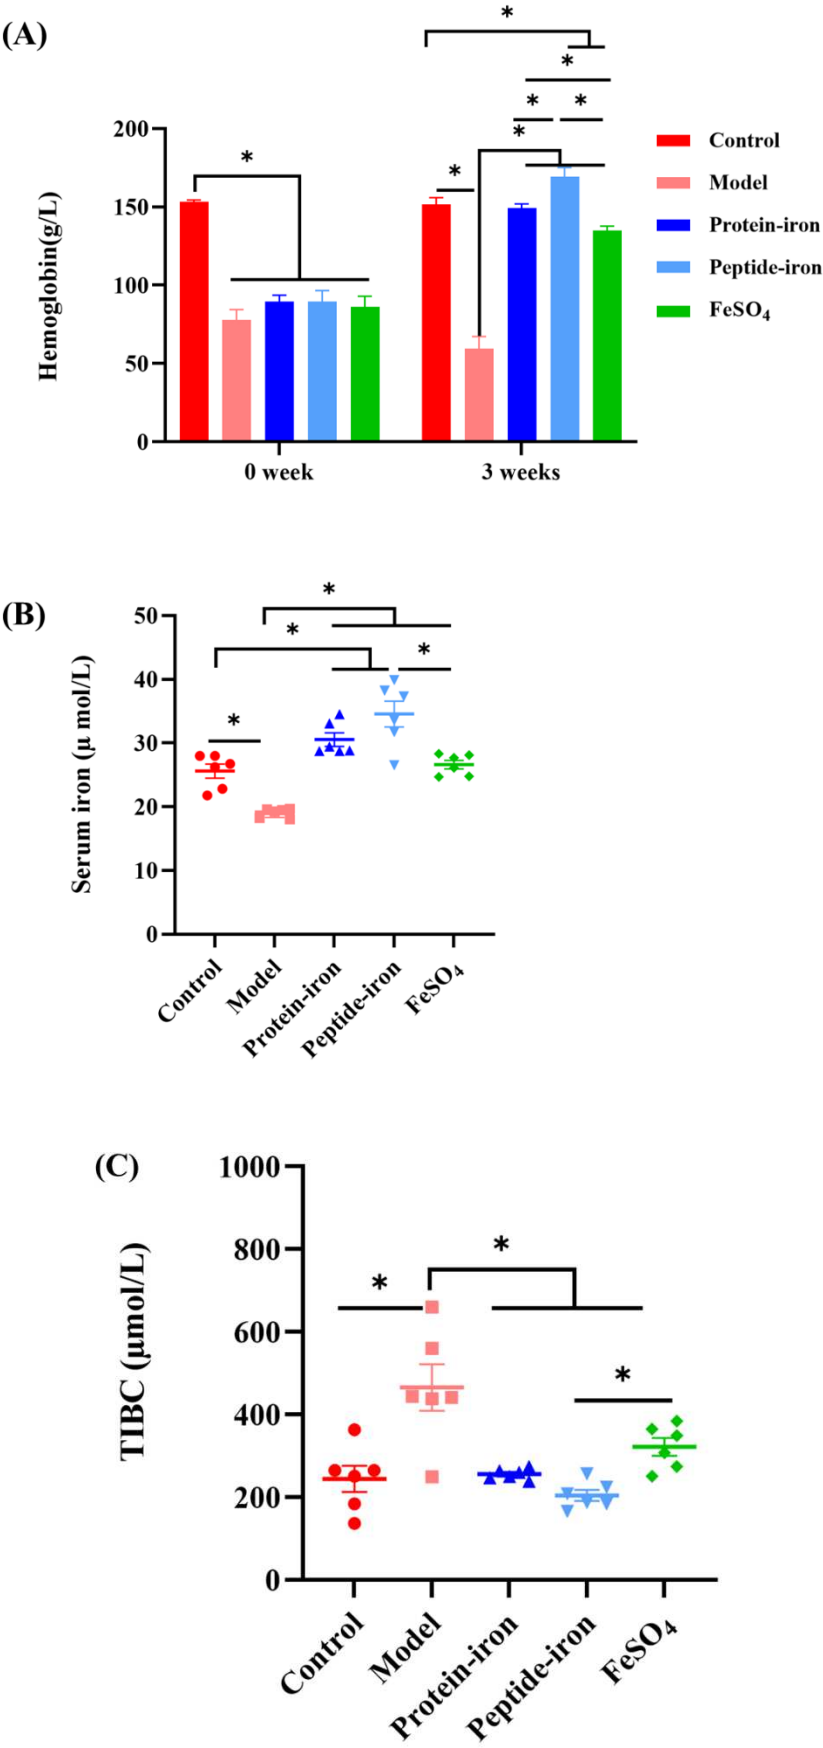 (A)
*
*
*
*
*
*
*
200
150
100
50
0
Hemoglobin(g/L)
0 week
3 weeks
Control
Model
Protein-iron
Peptide-iron
FeSO4
(B)
*
*
*
*
50
40
30
20
10
0
Serum iron (μ mol/L)
Control
Model
Protein-iron
Peptide-iron
FeSO4
(C)
*
*
*
1000
800
600
400
200
0
TIBC (μmol/L)
Control
Model
Protein-iron
Peptide-iron
FeSO4